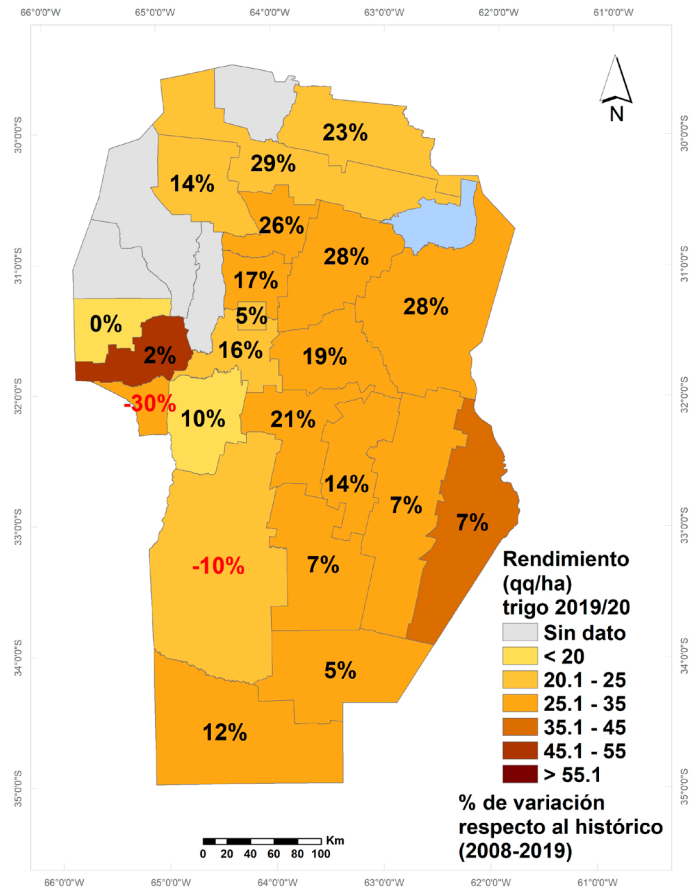 66°0'0"W 65°0'0"W 64°0'0"W 63°0'0"W 62°0'0"W 61°0'0"W
N
30°0'0"S 30°0'0"S
23%
29%
14%
26%
28%
31°0'0"S 31°0'0"S
17%
28%
5%
0%
16%
2%
19%
32°0'0"S 32°0'0"S
-30%
10%
21%
14%
7%
7%
33°0'0"S 33°0'0"S
-10%
7%
Rendimiento
(qq/ha)
trigo 2019/20
Sin dato
< 20
20.1 - 25
25.1 - 35
35.1 - 45
45.1 - 55
> 55.1
34°0'0"S 34°0'0"S
5%
12%
35°0'0"S 35°0'0"S
% de variación
respecto al histórico
(2008-2019)
Km
0 20 40 60 80 100
66°0'0"W 65°0'0"W 64°0'0"W 63°0'0"W 62°0'0"W 61°0'0"W